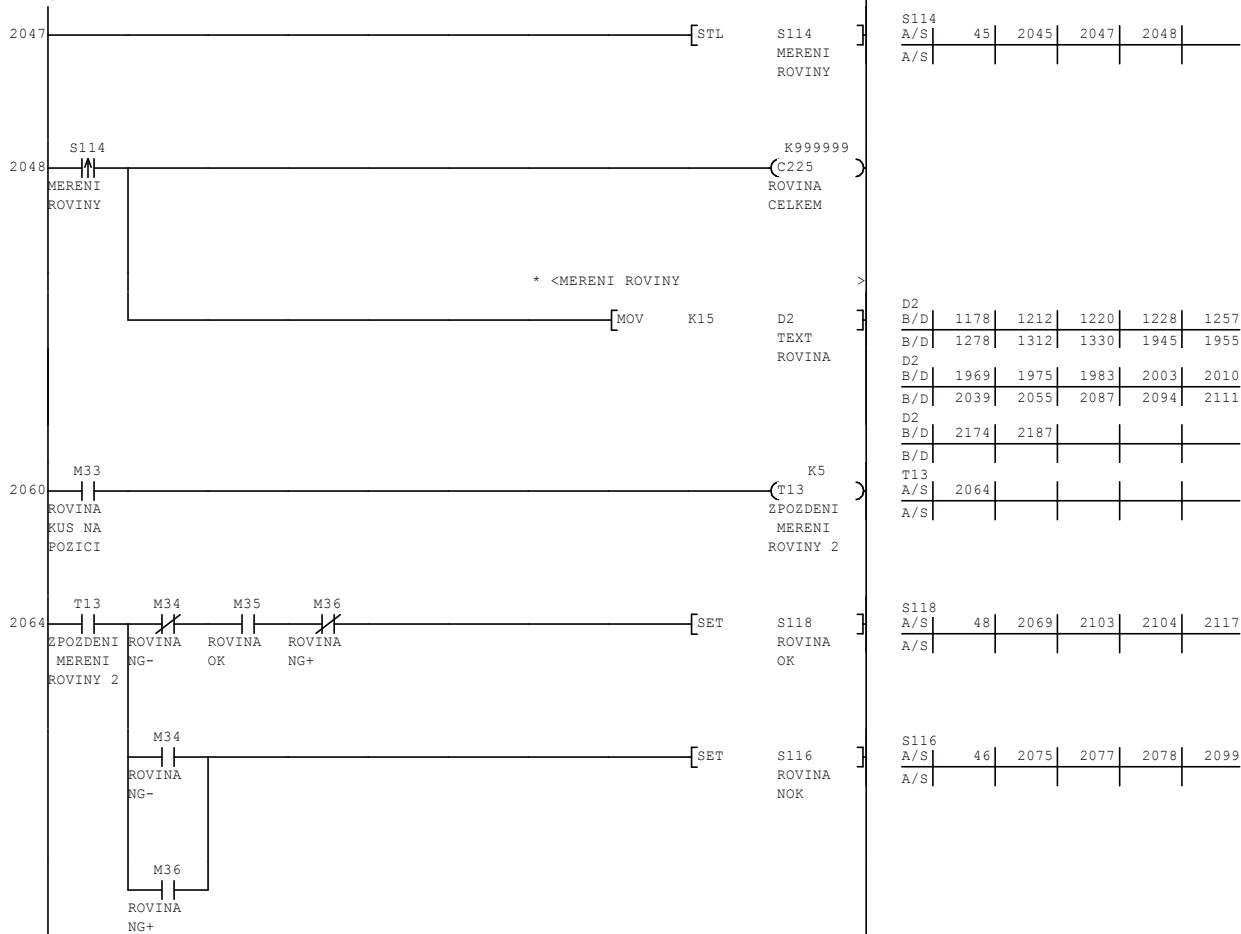 S114
2047 STL S114 A/S 45 2045 2047 2048
MERENI A/S
ROVINY
S114 K999999
2048 C225
MERENI ROVINA
ROVINY CELKEM
* <MERENI ROVINY >
D2
MOV K15 D2 B/D 1178 1212 1220 1228 1257
TEXT B/D 1278 1312 1330 1945 1955
ROVINA D2
B/D 1969 1975 1983 2003 2010
B/D 2039 2055 2087 2094 2111
D2
B/D 2174 2187
B/D
M33 K5 T13
2060 T13 A/S 2064
ROVINA ZPOZDENI A/S
KUS NA MERENI
POZICI ROVINY 2
T13 M34 M35 M36 S118
2064 SET S118 A/S 48 2069 2103 2104 2117
ZPOZDENI ROVINA ROVINA ROVINA ROVINA A/S
MERENI NG- OK NG+ OK
ROVINY 2
M34 S116
SET S116 A/S 46 2075 2077 2078 2099
ROVINA ROVINA A/S
NG- NOK
M36
ROVINA
NG+